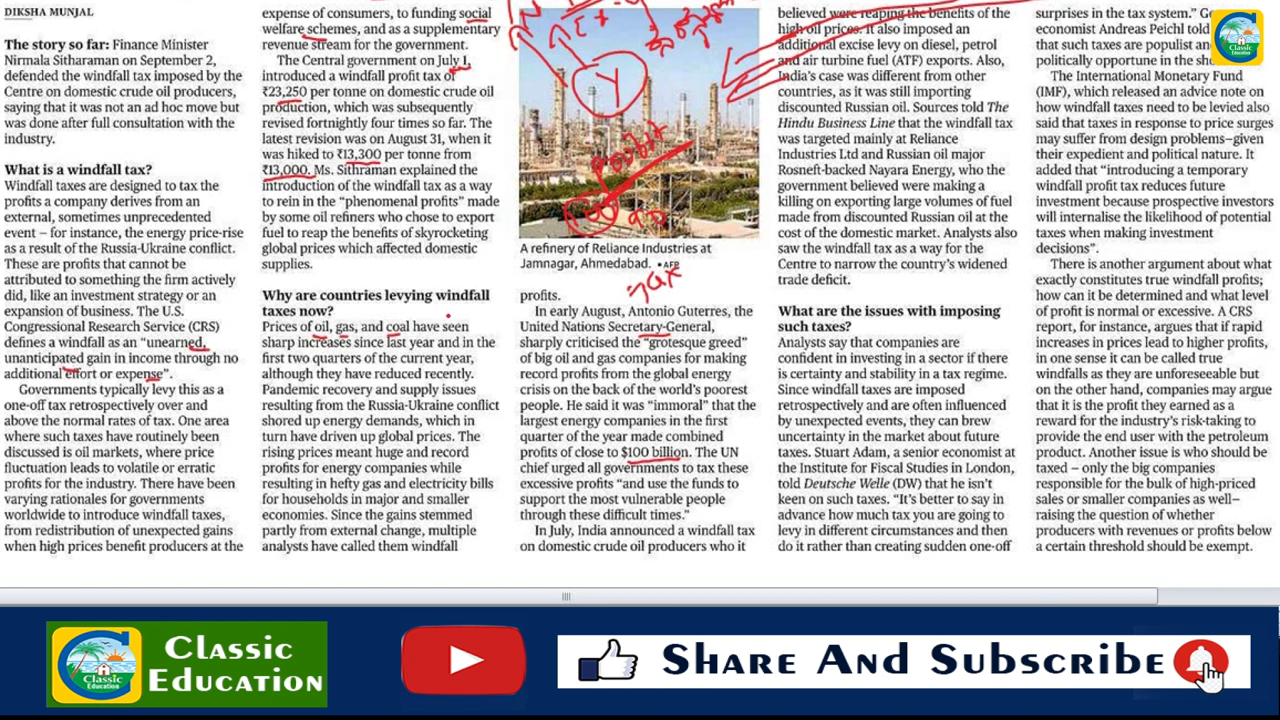 DIKSHA MUNJAL
The story so far: Finance Minister
Nirmala Sitharaman on September 2,
defended the windfall tax imposed by the
Centre on domestic crude oil producers,
saying that it was not an ad hoc move but
was done after full consultation with the
industry.
What is a windfall tax?
Windfall taxes are designed to tax the
profits a company derives from an
external, sometimes unprecedented
event – for instance, the energy price-rise
as a result of the Russia-Ukraine conflict.
These are profits that cannot be
attributed to something the firm actively
did, like an investment strategy or an
expansion of business. The U.S.
Congressional Research Service (CRS)
defines a windfall as an “unearned,
unanticipated gain in income through no
additional effort or expense”.
Governments typically levy this as a
one-off tax retrospectively over and
above the normal rates of tax. One area
where such taxes have routinely been
discussed is oil markets, where price
fluctuation leads to volatile or erratic
profits for the industry. There have been
varying rationales for governments
worldwide to introduce windfall taxes,
from redistribution of unexpected gains
when high prices benefit producers at the
expense of consumers, to funding social
welfare schemes, and as a supplementary
revenue stream for the government.
The Central government on July 1,
introduced a windfall profit tax of
₹23,250 per tonne on domestic crude oil
production, which was subsequently
revised fortnightly four times so far. The
latest revision was on August 31, when it
was hiked to ₹13,300 per tonne from
₹13,000. Ms. Sithraman explained the
introduction of the windfall tax as a way
to rein in the “phenomenal profits” made
by some oil refiners who chose to export
fuel to reap the benefits of skyrocketing
global prices which affected domestic
supplies.
Why are countries levying windfall
taxes now?
Prices of oil, gas, and coal have seen
sharp increases since last year and in the
first two quarters of the current year,
although they have reduced recently.
Pandemic recovery and supply issues
resulting from the Russia-Ukraine conflict
shored up energy demands, which in
turn have driven up global prices. The
rising prices meant huge and record
profits for energy companies while
resulting in hefty gas and electricity bills
for households in major and smaller
economies. Since the gains stemmed
partly from external change, multiple
analysts have called them windfall
Y
profit
A refinery of Reliance Industries at
Jamnagar, Ahmedabad. • AFP
Tax
profits.
In early August, Antonio Guterres, the
United Nations Secretary-General,
sharply criticised the “grotesque greed”
of big oil and gas companies for making
record profits from the global energy
crisis on the back of the world’s poorest
people. He said it was “immoral” that the
largest energy companies in the first
quarter of the year made combined
profits of close to $100 billion. The UN
chief urged all governments to tax these
excessive profits “and use the funds to
support the most vulnerable people
through these difficult times.”
In July, India announced a windfall tax
on domestic crude oil producers who it
believed were reaping the benefits of the
high oil prices. It also imposed an
additional excise levy on diesel, petrol
and air turbine fuel (ATF) exports. Also,
India’s case was different from other
countries, as it was still importing
discounted Russian oil. Sources told The
Hindu Business Line that the windfall tax
was targeted mainly at Reliance
Industries Ltd and Russian oil major
Rosneft-backed Nayara Energy, who the
government believed were making a
killing on exporting large volumes of fuel
made from discounted Russian oil at the
cost of the domestic market. Analysts also
saw the windfall tax as a way for the
Centre to narrow the country’s widened
trade deficit.
What are the issues with imposing
such taxes?
Analysts say that companies are
confident in investing in a sector if there
is certainty and stability in a tax regime.
Since windfall taxes are imposed
retrospectively and are often influenced
by unexpected events, they can brew
uncertainty in the market about future
taxes. Stuart Adam, a senior economist at
the Institute for Fiscal Studies in London,
told Deutsche Welle (DW) that he isn’t
keen on such taxes. “It’s better to say in
advance how much tax you are going to
levy in different circumstances and then
do it rather than creating sudden one-off
surprises in the tax system.”
economist Andreas Peichl told
that such taxes are populist
politically opportune in the
The International Monetary Fund
(IMF), which released an advice note on
how windfall taxes need to be levied also
said that taxes in response to price surges
may suffer from design problems–given
their expedient and political nature. It
added that “introducing a temporary
windfall profit tax reduces future
investment because prospective investors
will internalise the likelihood of potential
taxes when making investment
decisions”.
There is another argument about what
exactly constitutes true windfall profits;
how can it be determined and what level
of profit is normal or excessive. A CRS
report, for instance, argues that if rapid
increases in prices lead to higher profits,
in one sense it can be called true
windfalls as they are unforeseeable but
on the other hand, companies may argue
that it is the profit they earned as a
reward for the industry’s risk-taking to
provide the end user with the petroleum
product. Another issue is who should be
taxed – only the big companies
responsible for the bulk of high-priced
sales or smaller companies as well–
raising the question of whether
producers with revenues or profits below
a certain threshold should be exempt.
Classic
Education
Classic
Education
Classic
Education
Share And Subscribe